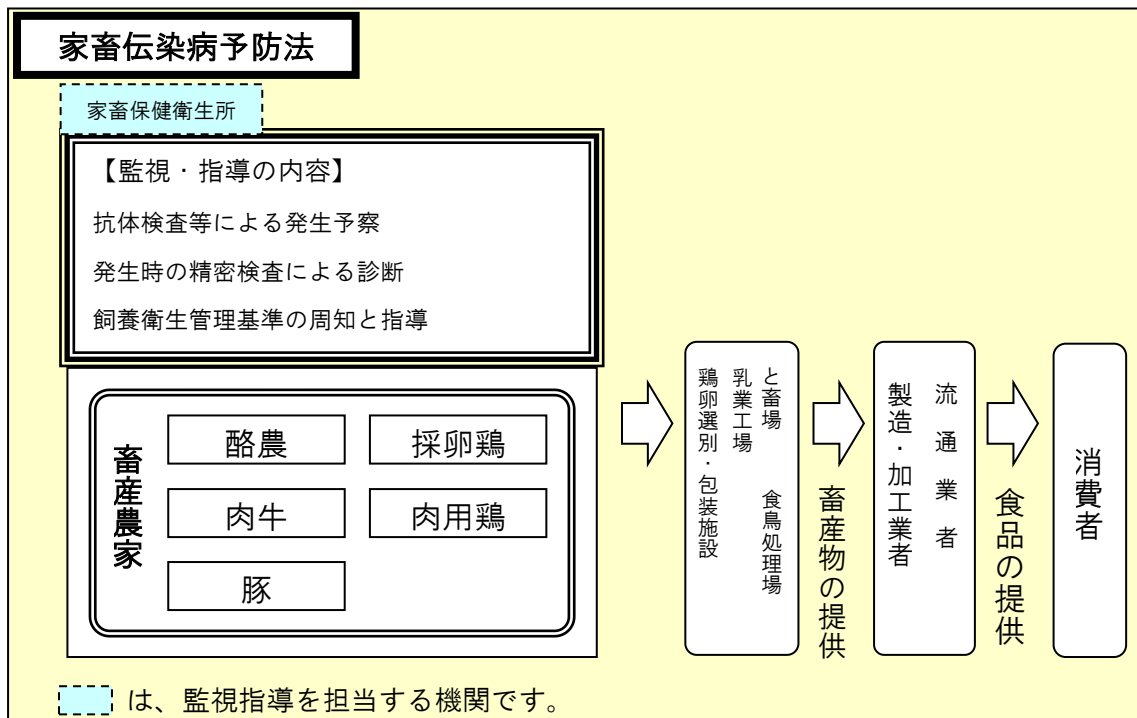 家畜伝染病予防法
家畜保健衛生所
【監視・指導の内容】
抗体検査等による発生予察
発生時の精密検査による診断
飼養衛生管理基準の周知と指導
畜産農家
酪農
採卵鶏
肉牛
肉用鶏
豚
と畜場 食鳥処理場
乳業工場
鶏卵選別・包装施設
畜産物の提供
流通業者
製造・加工業者
食品の提供
消費者
は、監視指導を担当する機関です。